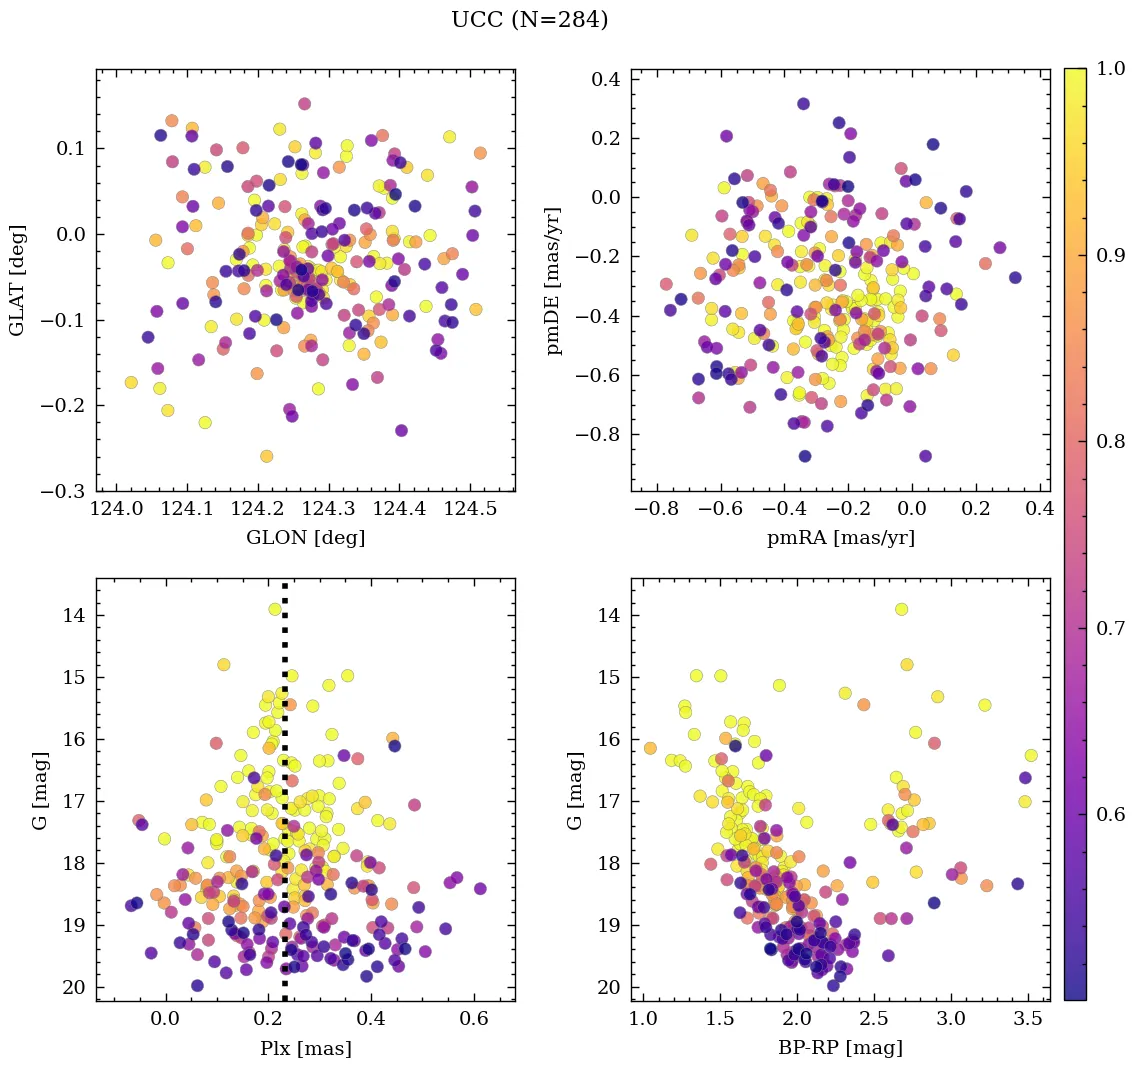 UCC (N=284)
0.1
0.0
−0.1
−0.2
−0.3
GLAT [deg]
124.0 124.1 124.2 124.3 124.4 124.5
GLON [deg]
0.4
0.2
0.0
−0.2
−0.4
−0.6
−0.8
pmDE [mas/yr]
−0.8 −0.6 −0.4 −0.2 0.0 0.2 0.4
pmRA [mas/yr]
1.0
0.9
0.8
0.7
0.6
14
15
16
17
18
19
20
G [mag]
0.0 0.2 0.4 0.6
Plx [mas]
14
15
16
17
18
19
20
G [mag]
1.0 1.5 2.0 2.5 3.0 3.5
BP-RP [mag]